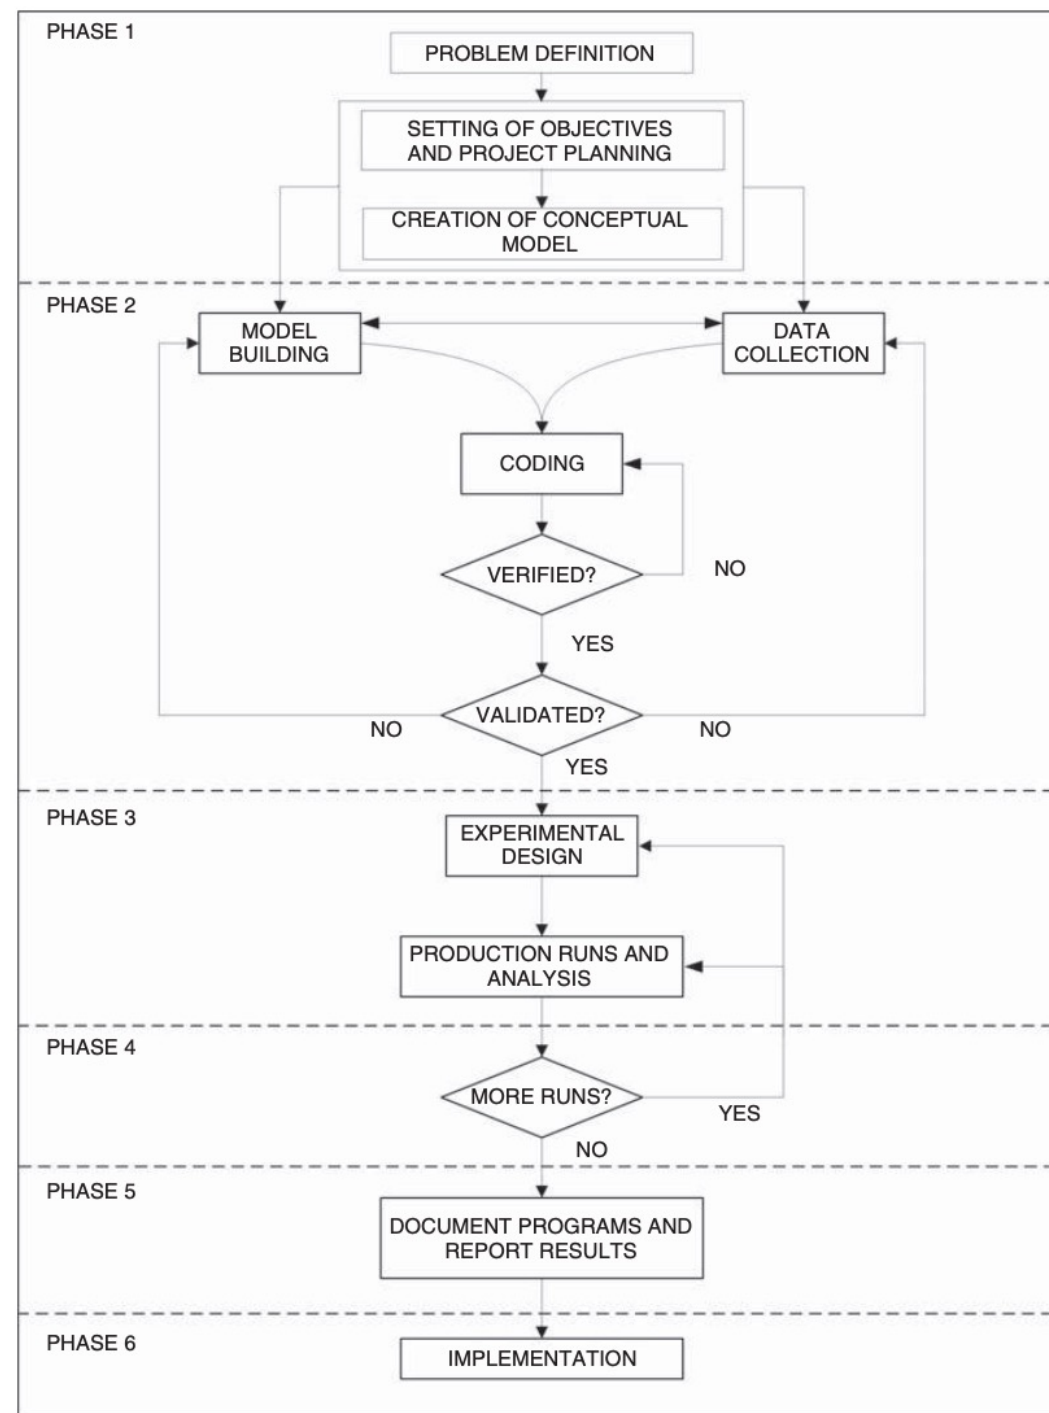 PHASE 1
PROBLEM DEFINITION
SETTING OF OBJECTIVES
AND PROJECT PLANNING
CREATION OF CONCEPTUAL
MODEL
PHASE 2
MODEL
BUILDING
DATA
COLLECTION
CODING
VERIFIED?
NO
YES
VALIDATED?
NO
NO
YES
PHASE 3
EXPERIMENTAL
DESIGN
PRODUCTION RUNS AND
ANALYSIS
PHASE 4
MORE RUNS?
YES
NO
PHASE 5
DOCUMENT PROGRAMS AND
REPORT RESULTS
PHASE 6
IMPLEMENTATION